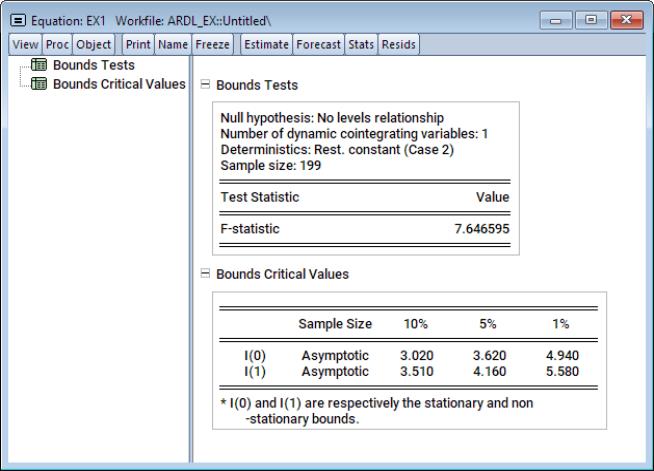 Equation: EX1 Workfile: ARDL_EX::Untitled\
View Proc Object Print Name Freeze Estimate Forecast Stats Resids
Bounds Tests
Bounds Critical Values
Bounds Tests
Null hypothesis: No levels relationship
Number of dynamic cointegrating variables: 1
Deterministics: Rest. constant (Case 2)
Sample size: 199
Test Statistic Value
F-statistic 7.646595
Bounds Critical Values
Sample Size 10% 5% 1%
I(0) Asymptotic 3.020 3.620 4.940
I(1) Asymptotic 3.510 4.160 5.580
* I(0) and I(1) are respectively the stationary and non
-stationary bounds.